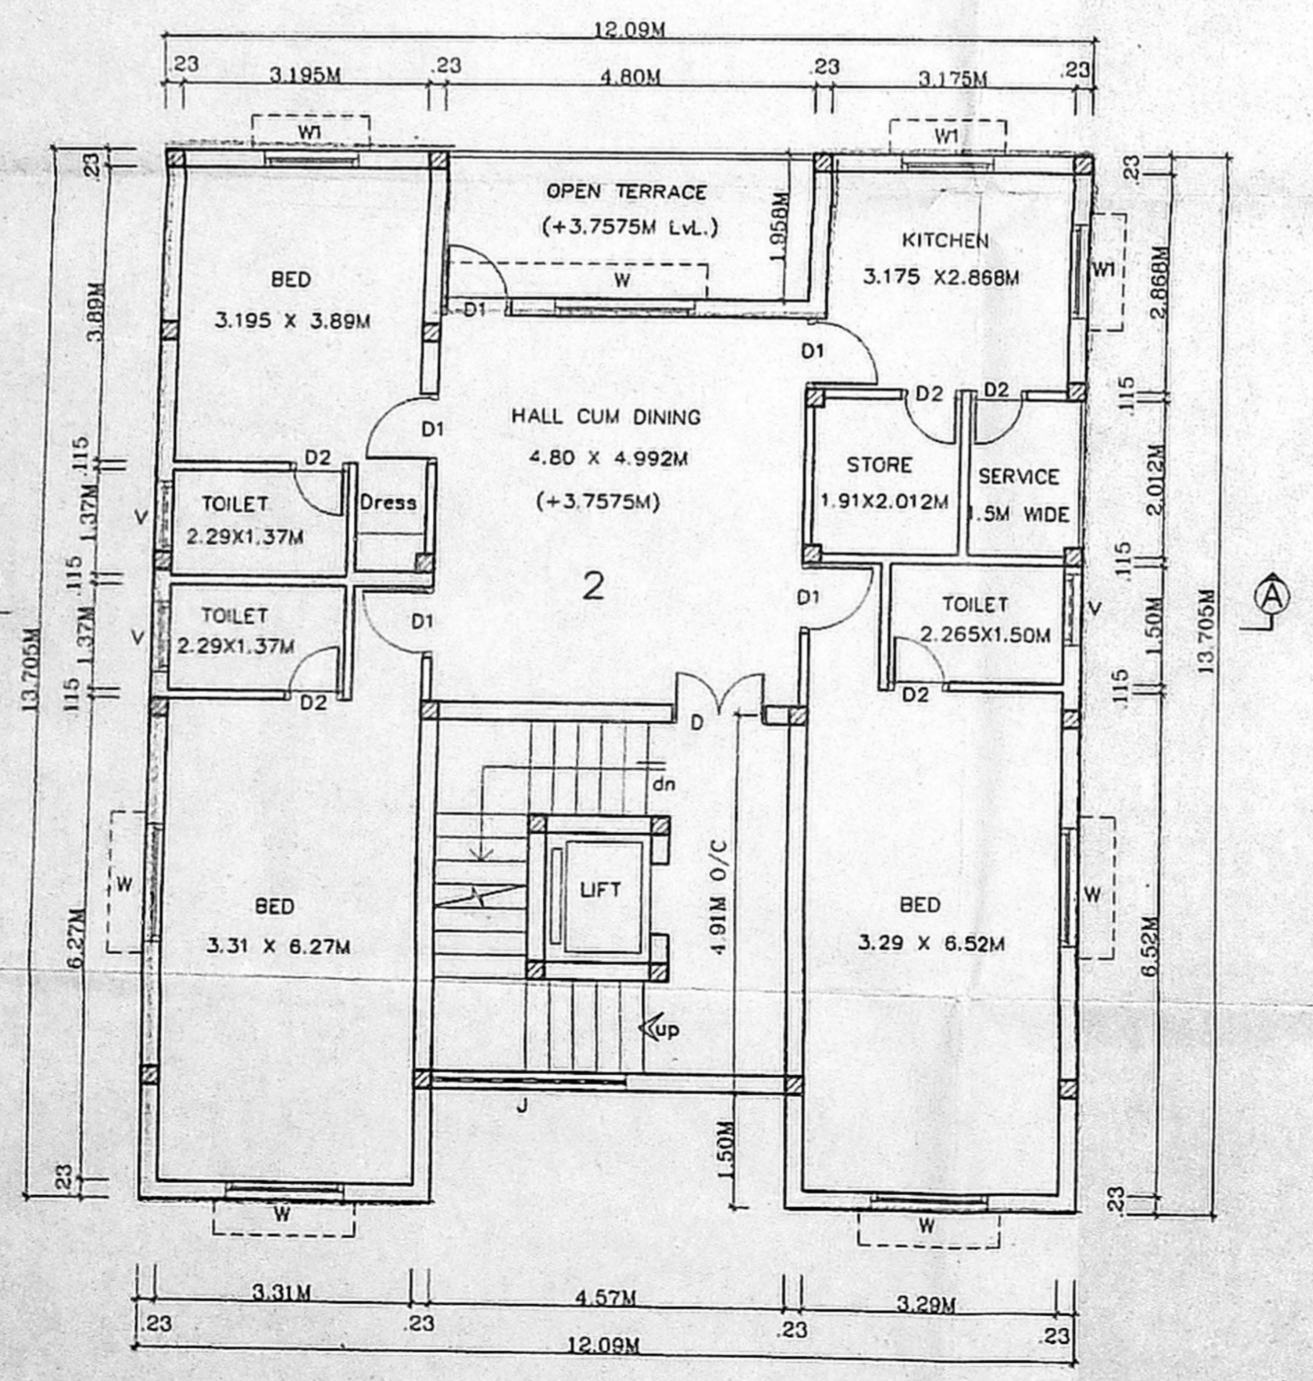 12.09M
.23 3.195M .23 4.80M .23 3.175M .23
W1 W1
.23 .23
OPEN TERRACE
(+3.7575M LvL.)
1.958M
KITCHEN
3.175 X2.868M
W1
2.868M
BED
3.195 X 3.89M
3.89M
W
D1
D1
D2 D2
.115
HALL CUM DINING
4.80 X 4.992M
(+3.7575M)
D1
D2
.115
STORE
1.91X2.012M
SERVICE
1.5M WIDE
2.012M
TOILET
2.29X1.37M
Dress
V
1.37M
.115
.115
2
TOILET
2.29X1.37M
V
1.37M
D1
D1
TOILET
2.265X1.50M
V
1.50M
A
13.705M
13.705M
.115
D2
D2
.115
D
dn
4.91M O/C
LIFT
W
BED
3.31 X 6.27M
6.27M
BED
3.29 X 6.52M
W
6.52M
up
J
1.50M
.23
.23
W
W
3.31M 4.57M 3.29M
.23 .23 .23 .23
12.09M